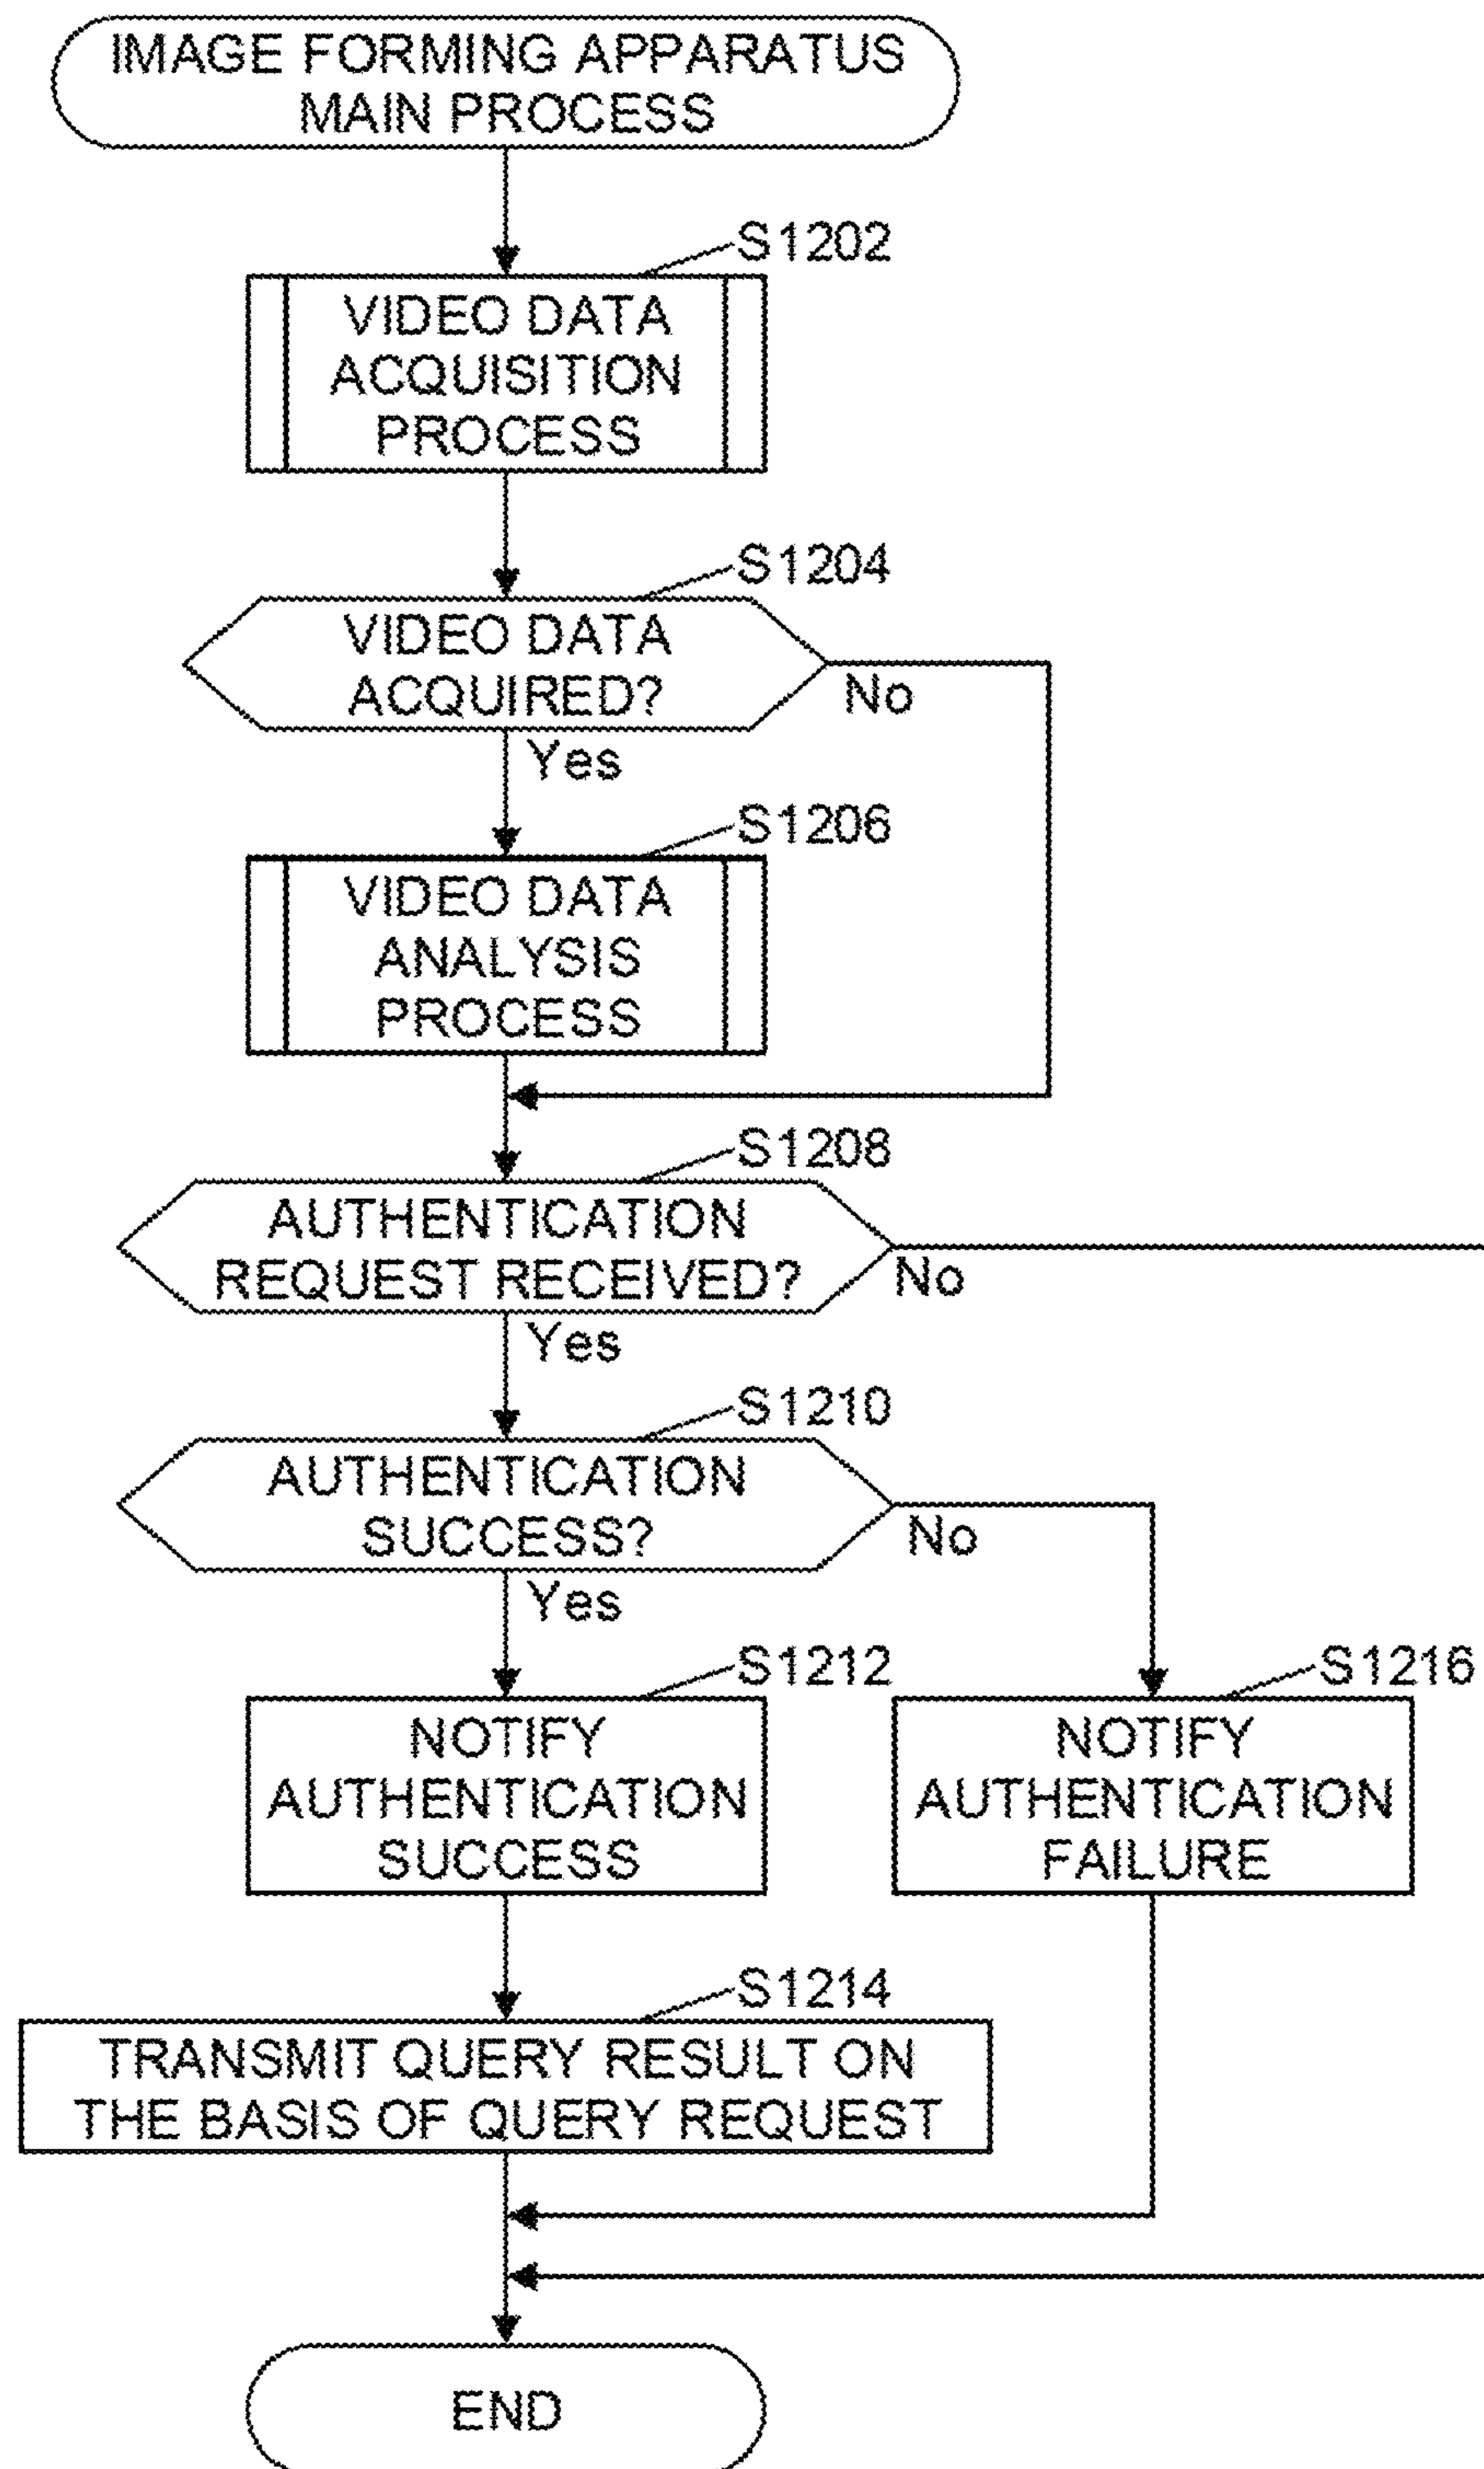 IMAGE FORMING APPARATUS
MAIN PROCESS
S1202
VIDEO DATA
ACQUISITION
PROCESS
S1204
VIDEO DATA
ACQUIRED?
No
Yes
S1206
VIDEO DATA
ANALYSIS
PROCESS
S1208
AUTHENTICATION
REQUEST RECEIVED?
No
Yes
S1210
AUTHENTICATION
SUCCESS?
No
Yes
S1212
NOTIFY
AUTHENTICATION
SUCCESS
S1216
NOTIFY
AUTHENTICATION
FAILURE
S1214
TRANSMIT QUERY RESULT ON
THE BASIS OF QUERY REQUEST
END